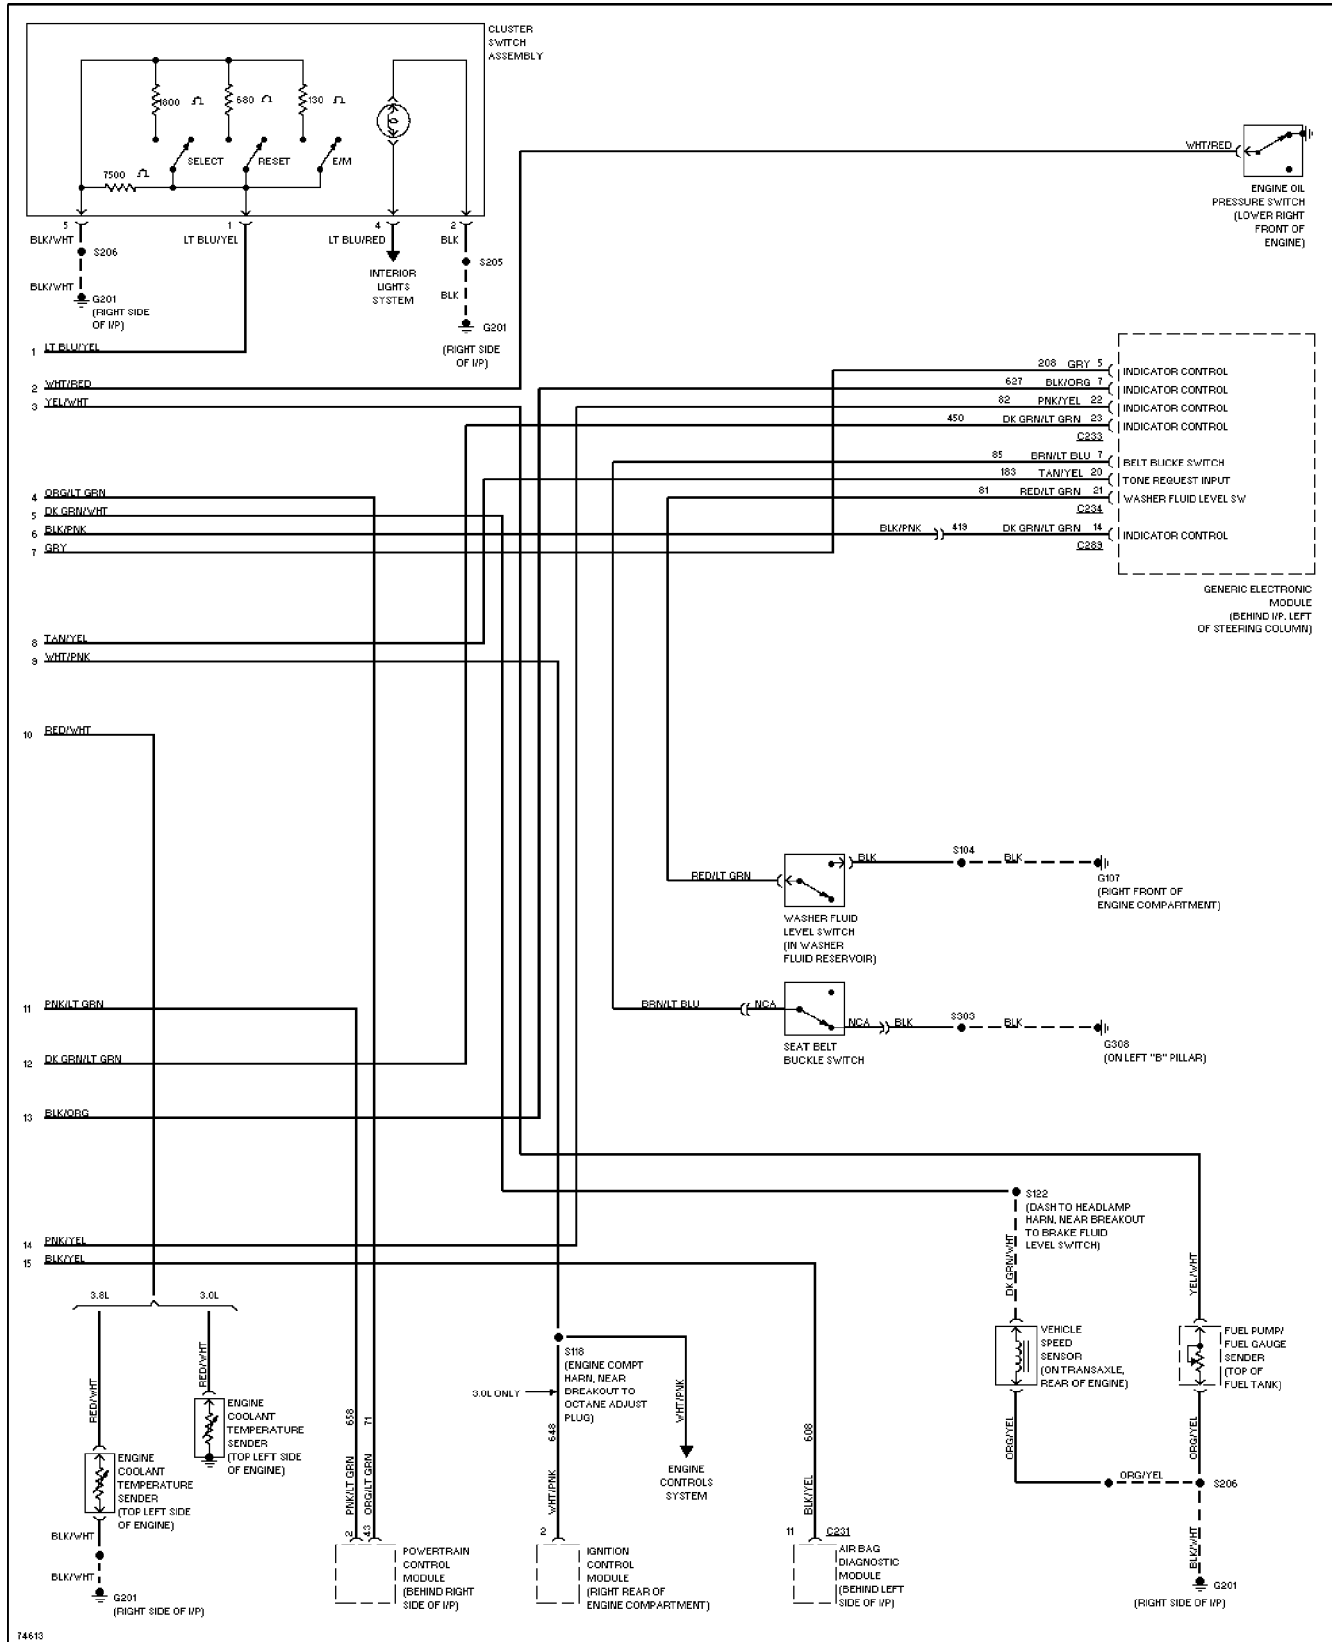 CLUSTER
SWITCH
ASSEMBLY
1800 Ω
680 Ω
130 Ω
SELECT
RESET
E/M
7500 Ω
5
1
4
2
BLK/WHT
LT BLU/YEL
LT BLU/RED
BLK
S206
S205
INTERIOR
LIGHTS
SYSTEM
BLK/WHT
BLK
G201
(RIGHT SIDE
OF I/P)
G201
(RIGHT SIDE
OF I/P)
WHT/RED
ENGINE OIL
PRESSURE SWITCH
(LOWER RIGHT
FRONT OF
ENGINE)
1 LT BLU/YEL
2 WHT/RED
3 YEL/WHT
4 ORG/LT GRN
5 DK GRN/WHT
6 BLK/PNK
7 GRY
8 TAN/YEL
9 WHT/PNK
10 RED/WHT
11 PNK/LT GRN
12 DK GRN/LT GRN
13 BLK/ORG
14 PNK/YEL
15 BLK/YEL
208 GRY 5 INDICATOR CONTROL
627 BLK/ORG 7 INDICATOR CONTROL
82 PNK/YEL 22 INDICATOR CONTROL
450 DK GRN/LT GRN 23 INDICATOR CONTROL
C233
85 BRN/LT BLU 7 BELT BUCKE SWITCH
183 TAN/YEL 20 TONE REQUEST INPUT
81 RED/LT GRN 21 WASHER FLUID LEVEL SW
C234
BLK/PNK 419 DK GRN/LT GRN 14 INDICATOR CONTROL
C289
GENERIC ELECTRONIC
MODULE
(BEHIND I/P, LEFT
OF STEERING COLUMN)
RED/LT GRN
BLK
S104
BLK
G107
(RIGHT FRONT OF
ENGINE COMPARTMENT)
WASHER FLUID
LEVEL SWITCH
(IN WASHER
FLUID RESERVOIR)
BRN/LT BLU
NCA
NCA
BLK
S303
BLK
G308
(ON LEFT "B" PILLAR)
SEAT BELT
BUCKLE SWITCH
S122
(DASH TO HEADLAMP
HARN, NEAR BREAKOUT
TO BRAKE FLUID
LEVEL SWITCH)
DK GRN/WHT
YEL/WHT
VEHICLE
SPEED
SENSOR
(ON TRANSAXLE,
REAR OF ENGINE)
FUEL PUMP/
FUEL GAUGE
SENDER
(TOP OF
FUEL TANK)
ORG/YEL
ORG/YEL
ORG/YEL
S206
BLK/WHT
G201
(RIGHT SIDE OF I/P)
3.8L
3.0L
RED/WHT
RED/WHT
ENGINE
COOLANT
TEMPERATURE
SENDER
(TOP LEFT SIDE
OF ENGINE)
ENGINE
COOLANT
TEMPERATURE
SENDER
(TOP LEFT SIDE
OF ENGINE)
BLK/WHT
BLK/WHT
G201
(RIGHT SIDE OF I/P)
658
71
PNK/LT GRN
ORG/LT GRN
2
43
POWERTRAIN
CONTROL
MODULE
(BEHIND RIGHT
SIDE OF I/P)
S118
(ENGINE COMPT
HARN, NEAR
BREAKOUT TO
OCTANE ADJUST
PLUG)
3.0L ONLY
648
WHT/PNK
WHT/PNK
ENGINE
CONTROLS
SYSTEM
2
IGNITION
CONTROL
MODULE
(RIGHT REAR OF
ENGINE COMPARTMENT)
608
BLK/YEL
11
C231
AIR BAG
DIAGNOSTIC
MODULE
(BEHIND LEFT
SIDE OF I/P)
74613